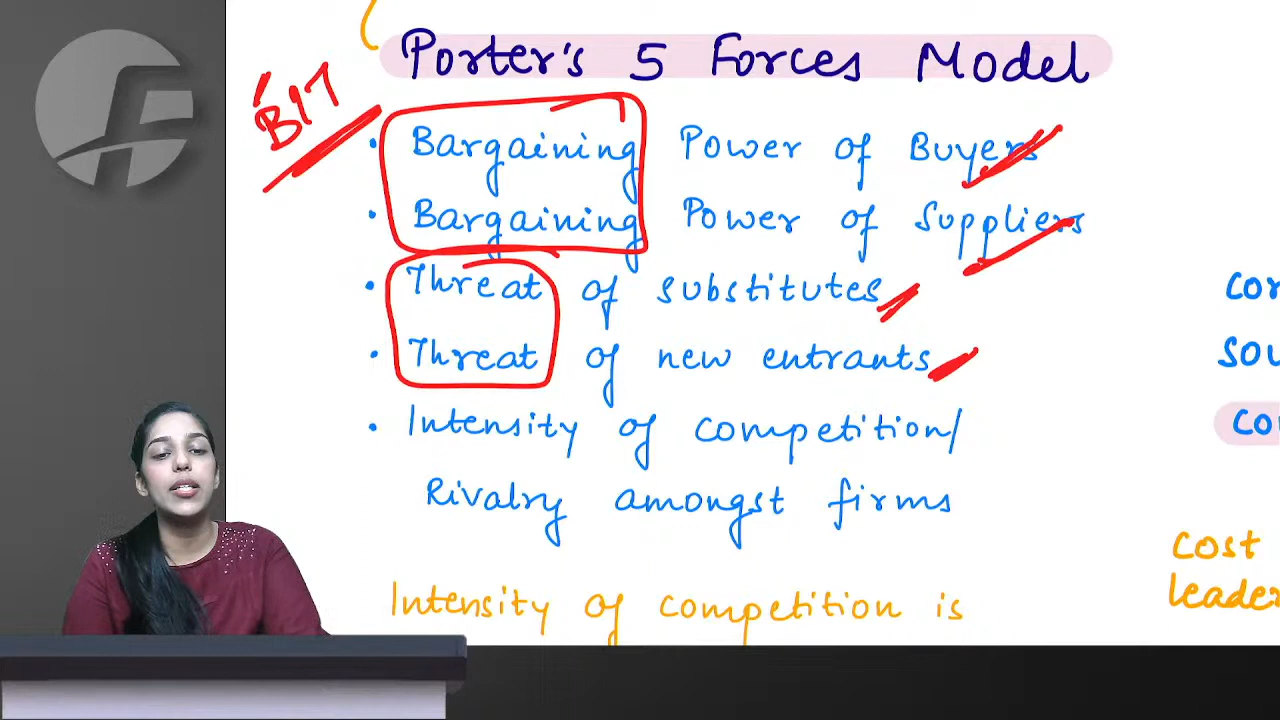 Porter's 5 Forces Model
• Bargaining Power of Buyers
• Bargaining Power of Suppliers
• Threat of substitutes
• Threat of new entrants
• Intensity of competition/
Rivalry amongst firms
Intensity of competition is
Cost
leader